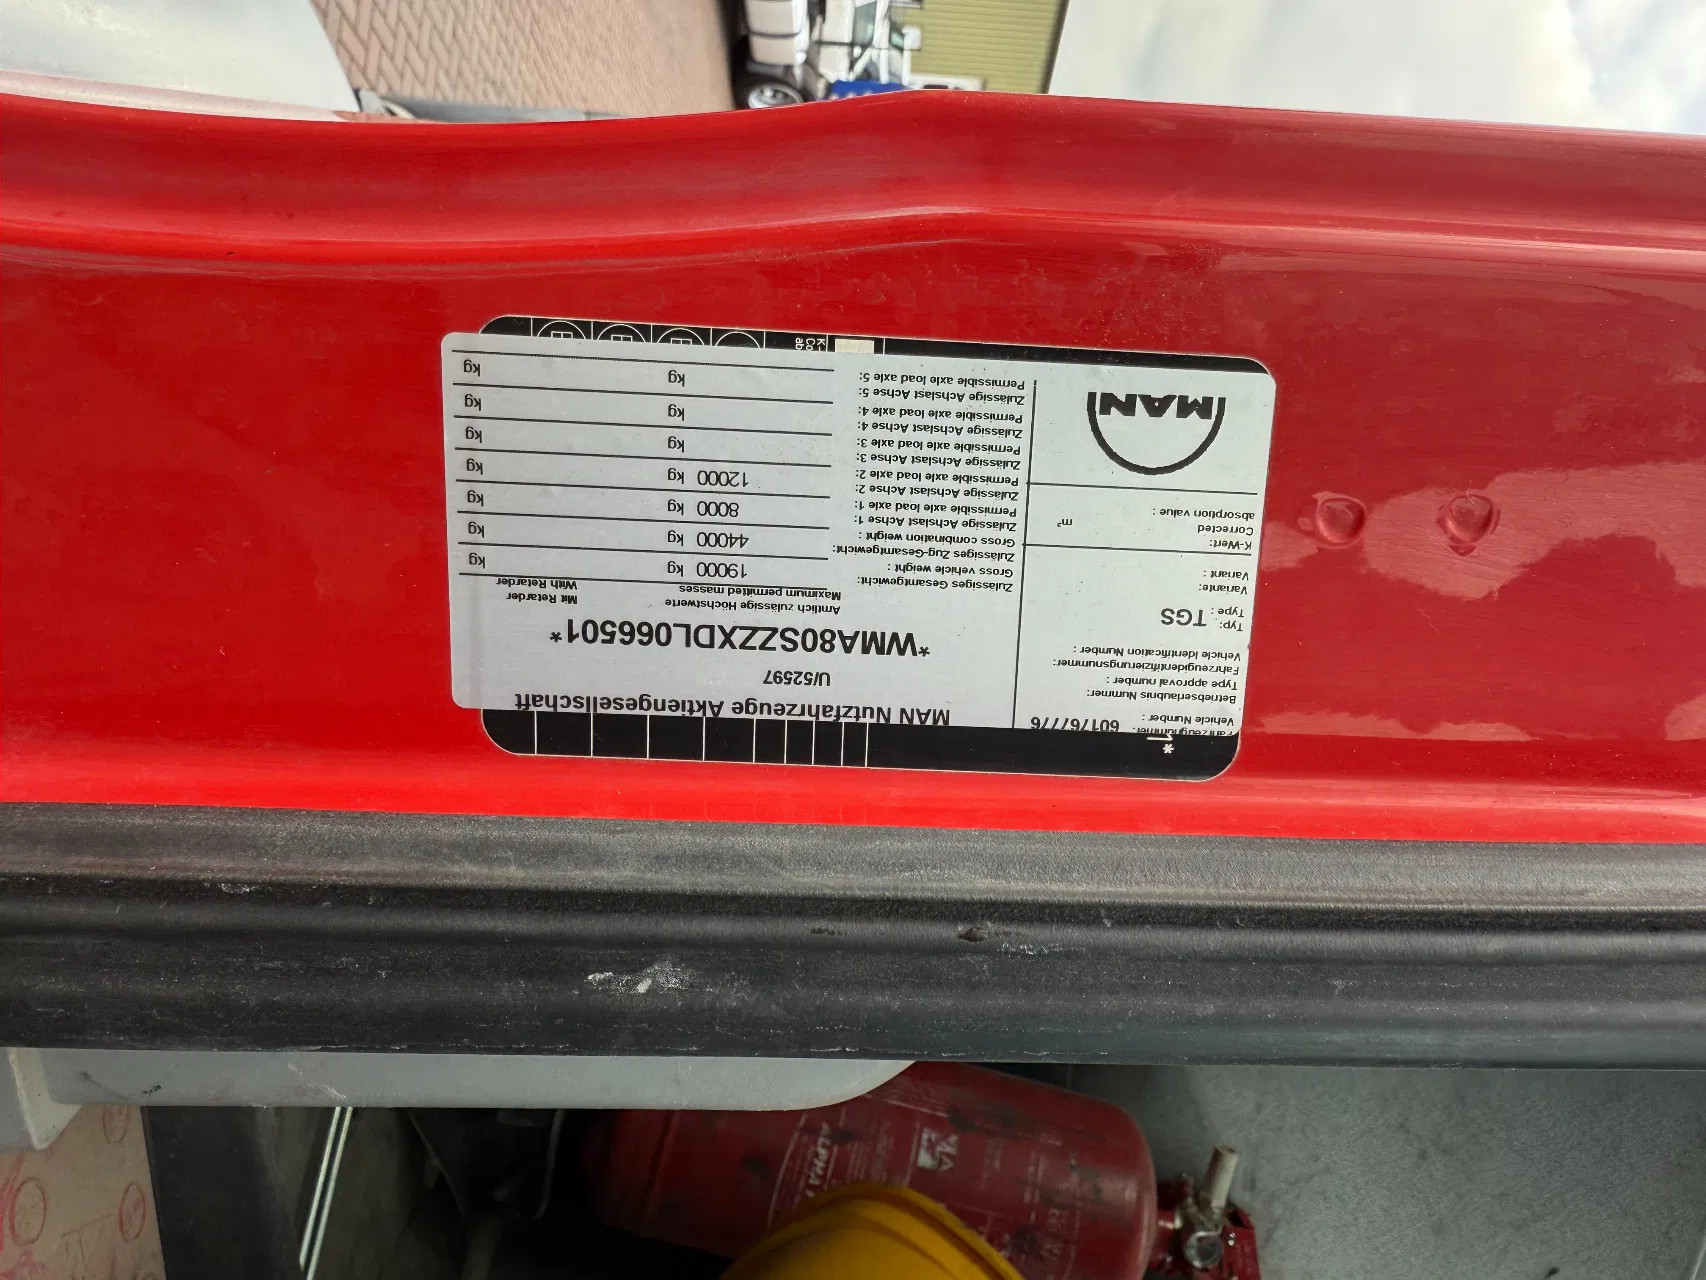 MAN Nutzfahrzeuge Aktiengesellschaft
Vehicle Number :
Betriebserlaubnis Nummer:
Type approval number :
U/52597
Fahrzeugidentifizierungsnummer:
Vehicle Identification Number :
*WMA80SZZXDL066501*
Typ:
Type : TGS
Variante:
Variant :
K-Wert:
Corrected
absorption value : m³
MAN
Amtlich zulässige Höchstwerte Mit Retarder
Maximum permitted masses With Retarder
Zulässiges Gesamtgewicht:
Gross vehicle weight : 19000 kg kg
Zulässiges Zug-Gesamtgewicht:
Gross combination weight : 44000 kg kg
Zulässige Achslast Achse 1:
Permissible axle load axle 1: 8000 kg kg
Zulässige Achslast Achse 2:
Permissible axle load axle 2: 12000 kg kg
Zulässige Achslast Achse 3:
Permissible axle load axle 3: kg kg
Zulässige Achslast Achse 4:
Permissible axle load axle 4: kg kg
Zulässige Achslast Achse 5:
Permissible axle load axle 5: kg kg